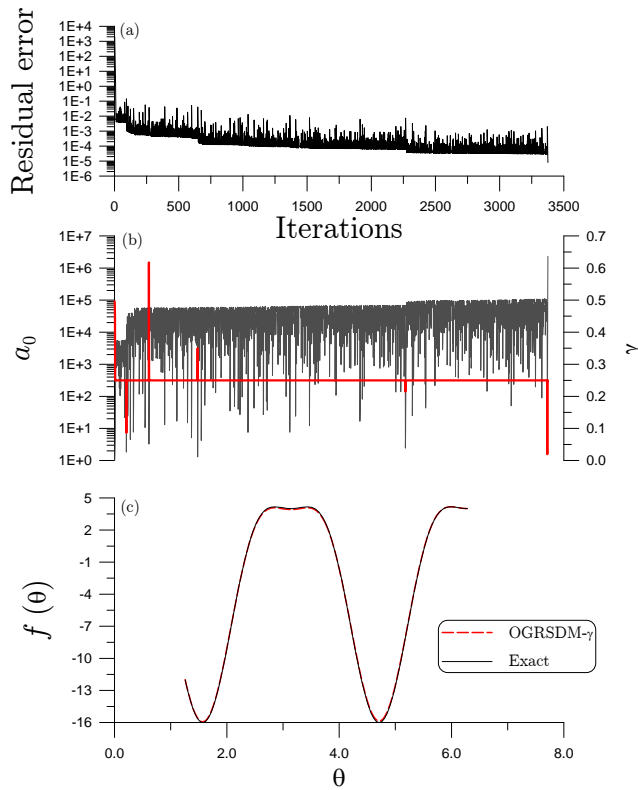 (a)
Residual error
1E+4
1E+3
1E+2
1E+1
1E+0
1E-1
1E-2
1E-3
1E-4
1E-5
1E-6
0 500 1000 1500 2000 2500 3000 3500
Iterations
(b)
a0
1E+7
1E+6
1E+5
1E+4
1E+3
1E+2
1E+1
1E+0
0.7
0.6
0.5
0.4
0.3
0.2
0.1
0.0
γ
(c)
f (θ)
5
2
-1
-4
-7
-10
-13
-16
OGRSDM-γ
Exact
0.0 2.0 4.0 6.0 8.0
θ